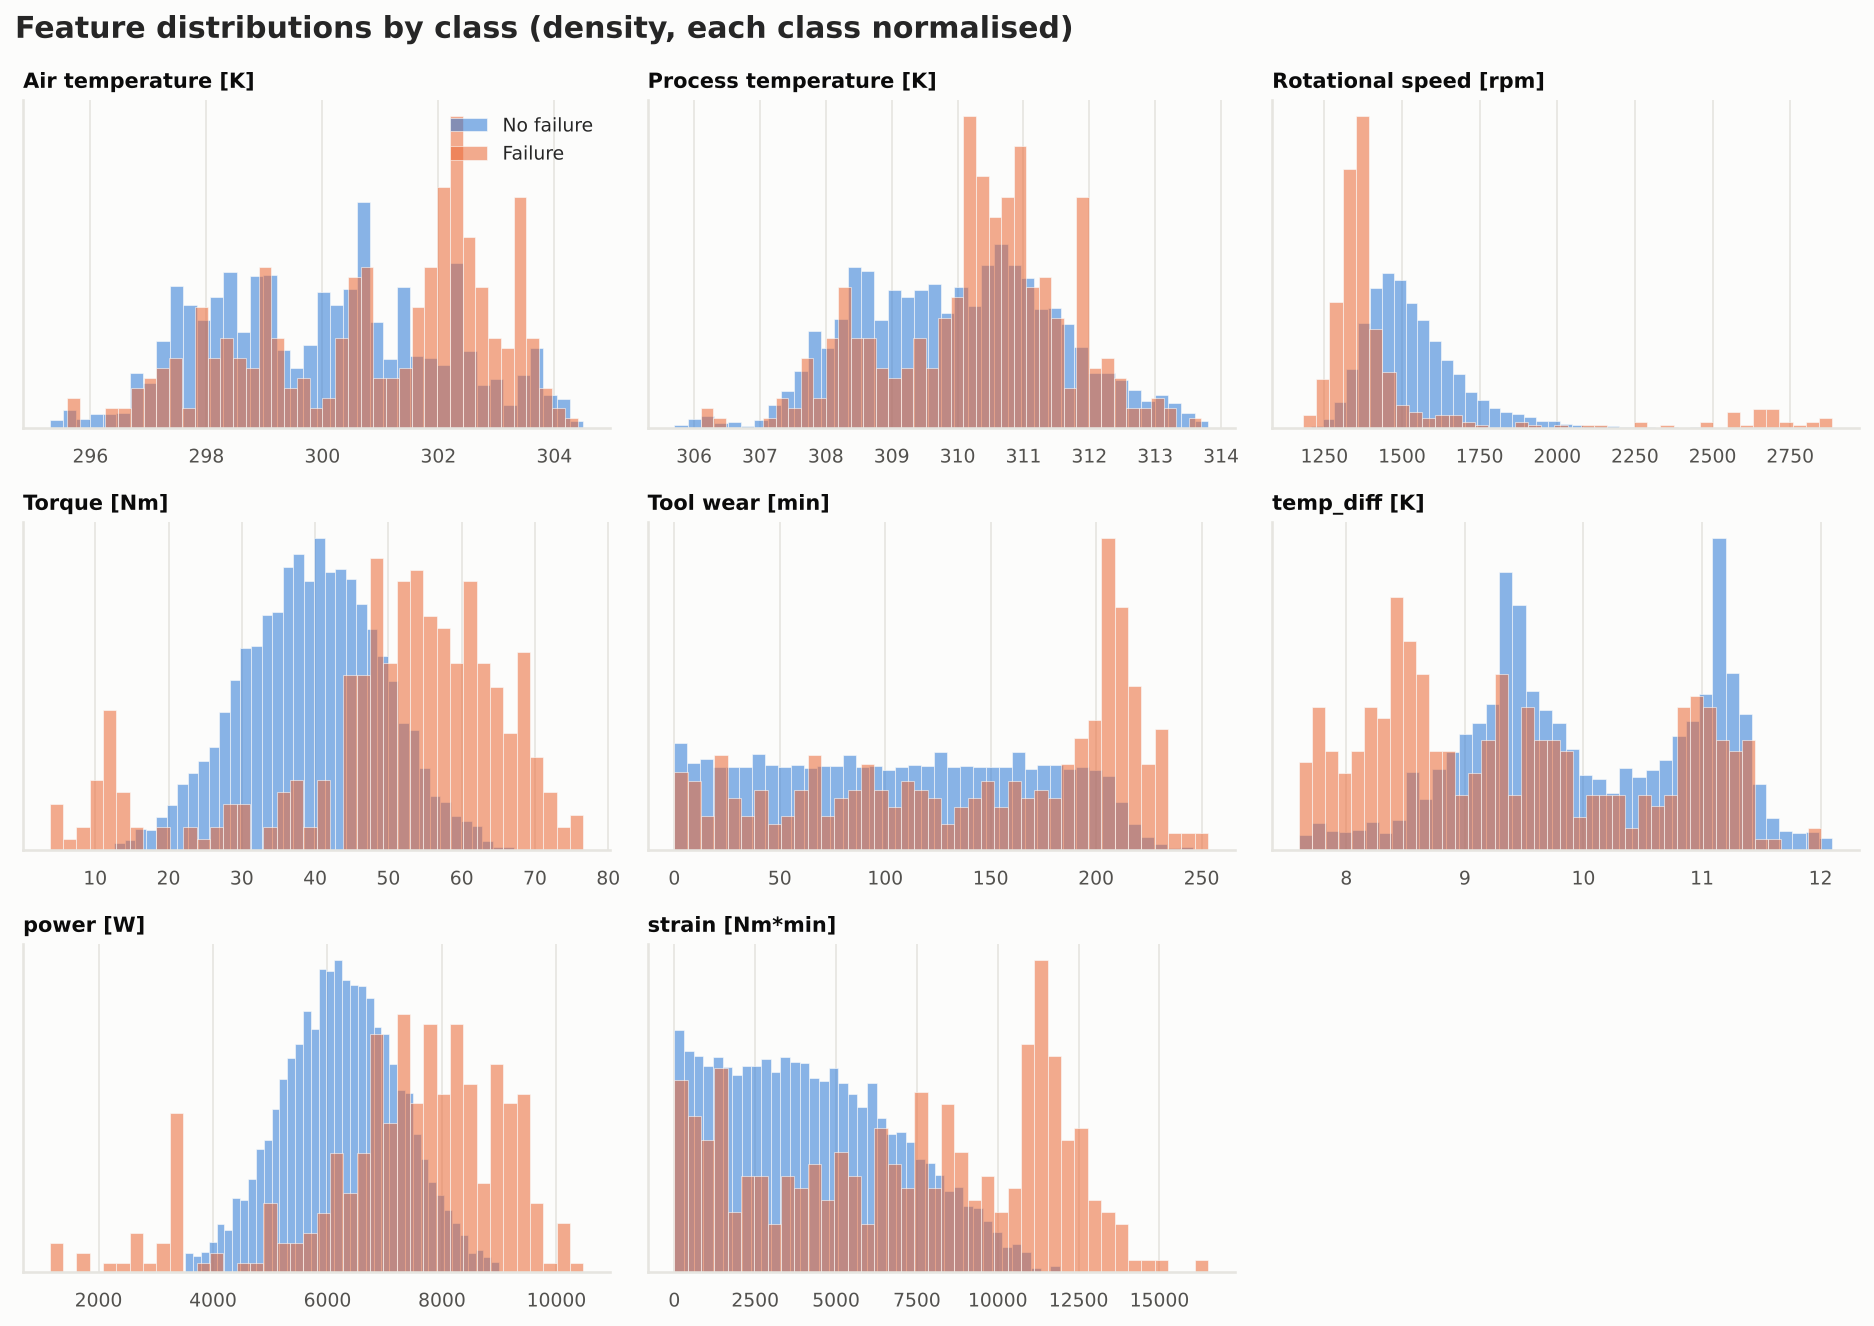 Feature distributions by class (density, each class normalised)
Air temperature [K]
No failure
Failure
296 298 300 302 304
Process temperature [K]
306 307 308 309 310 311 312 313 314
Rotational speed [rpm]
1250 1500 1750 2000 2250 2500 2750
Torque [Nm]
10 20 30 40 50 60 70 80
Tool wear [min]
0 50 100 150 200 250
temp_diff [K]
8 9 10 11 12
power [W]
2000 4000 6000 8000 10000
strain [Nm*min]
0 2500 5000 7500 10000 12500 15000